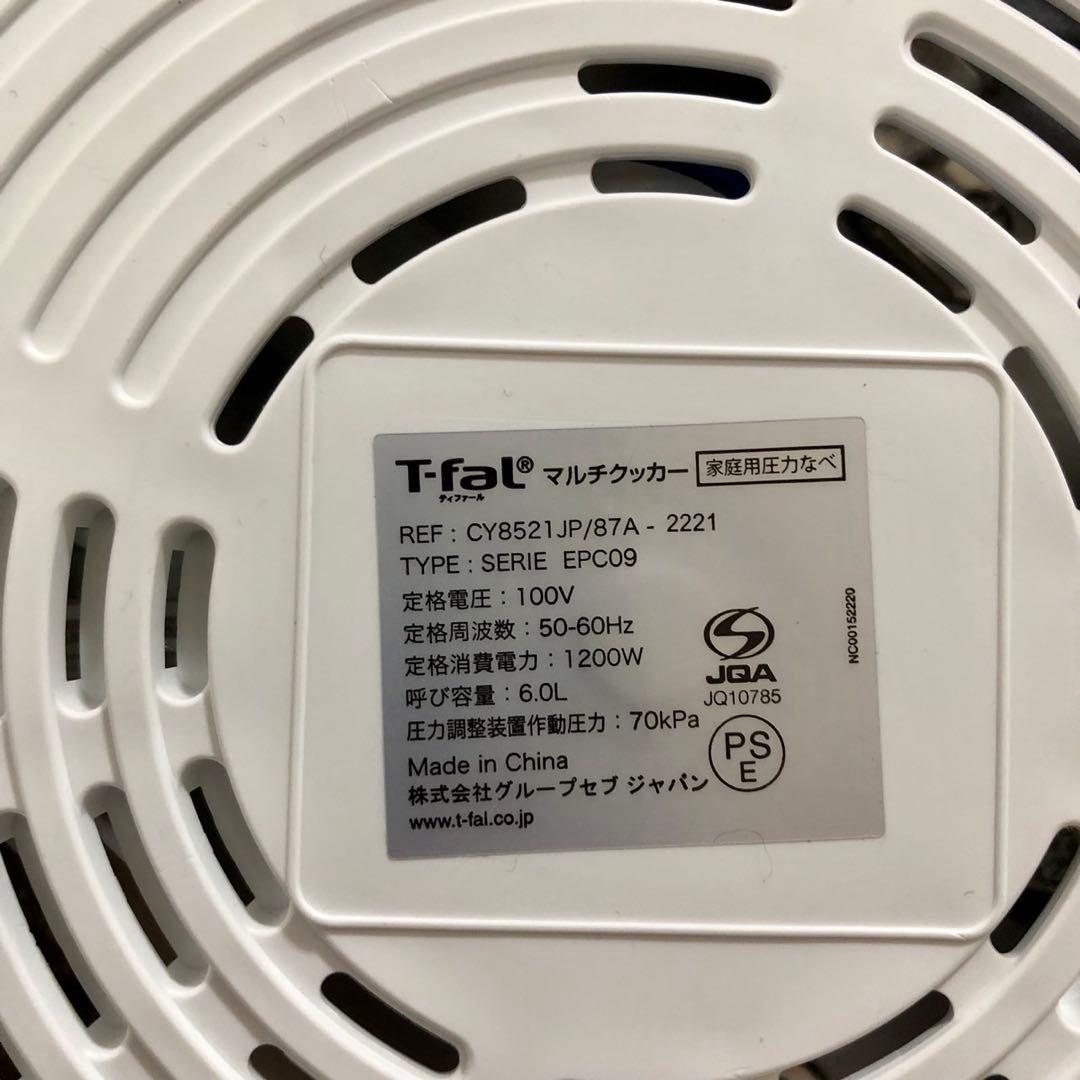 T-fal® マルチクッカー 家庭用圧力なべ
ティファール
REF : CY8521JP/87A - 2221
TYPE : SERIE EPC09
定格電圧 : 100V
定格周波数 : 50-60Hz
定格消費電力 : 1200W
呼び容量 : 6.0L
圧力調整装置作動圧力 : 70kPa
Made in China
株式会社グループセブ ジャパン
www.t-fal.co.jp
JQA
JQ10785
PS
E
NC00152220